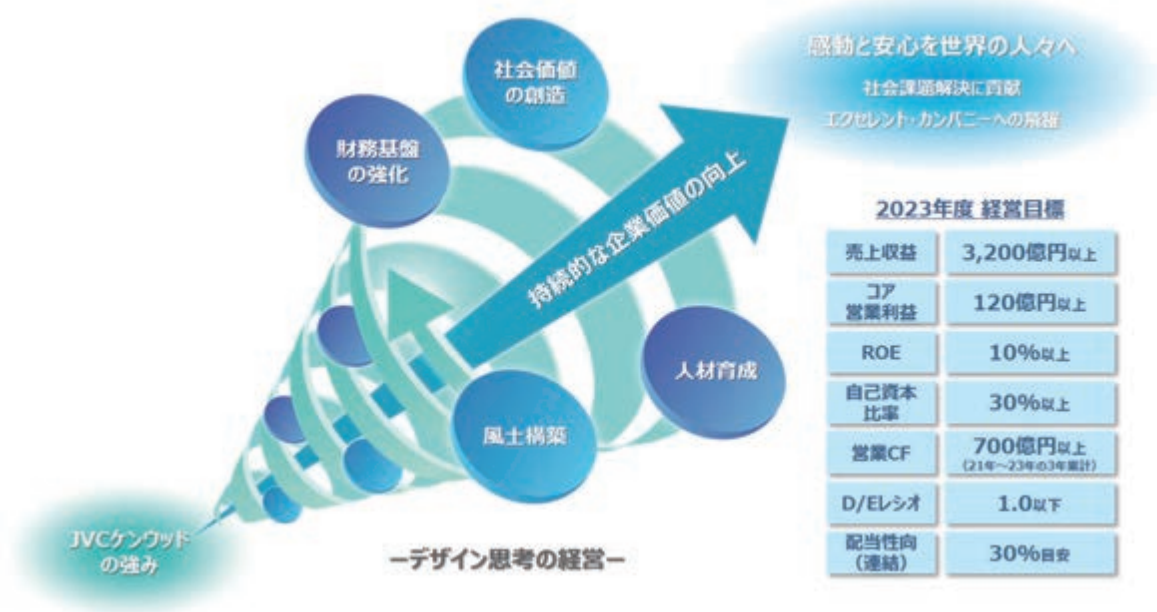 感動と安心を世界の人々へ
社会課題解決に貢献
エクセレント・カンパニーへの飛躍
社会価値
の創造
財務基盤
の強化
持続的な企業価値の向上
人材育成
風土構築
JVCケンウッド
の強み
ーデザイン思考の経営ー
2023年度 経営目標
売上収益 3,200億円以上
コア
営業利益
120億円以上
ROE 10%以上
自己資本
比率
30%以上
営業CF
700億円以上
(21年～23年の3年累計)
D/Eレシオ 1.0以下
配当性向
（連結）
30%目安